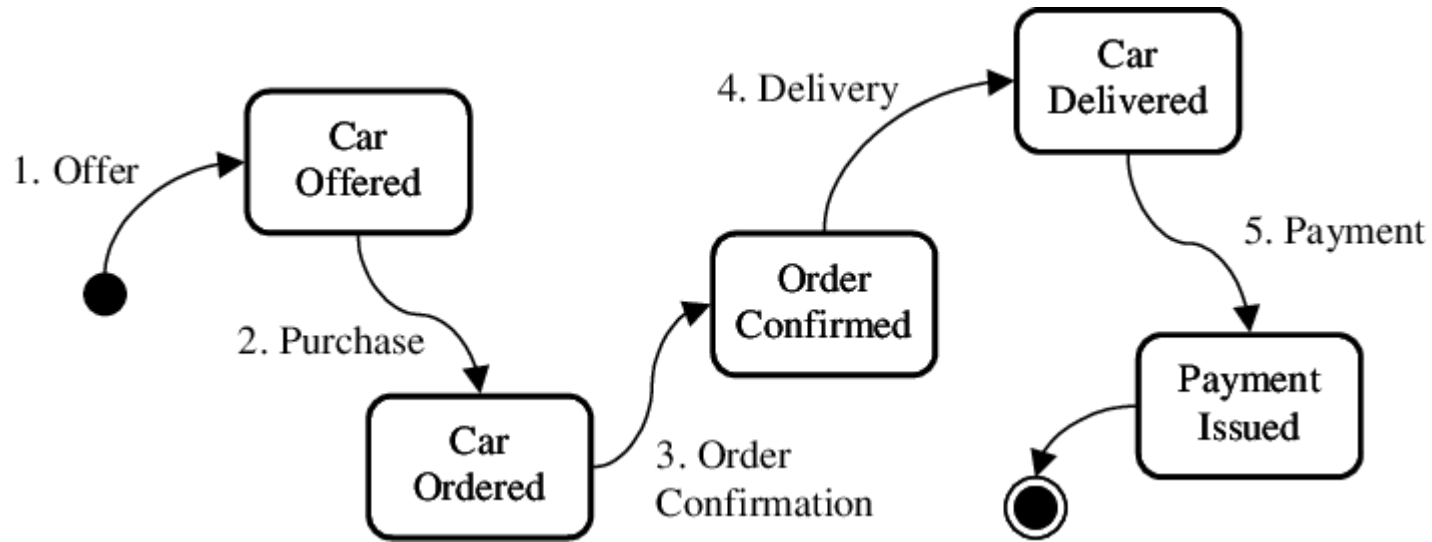 1. Offer
Car
Offered
2. Purchase
Car
Ordered
3. Order
Confirmation
Order
Confirmed
4. Delivery
Car
Delivered
5. Payment
Payment
Issued